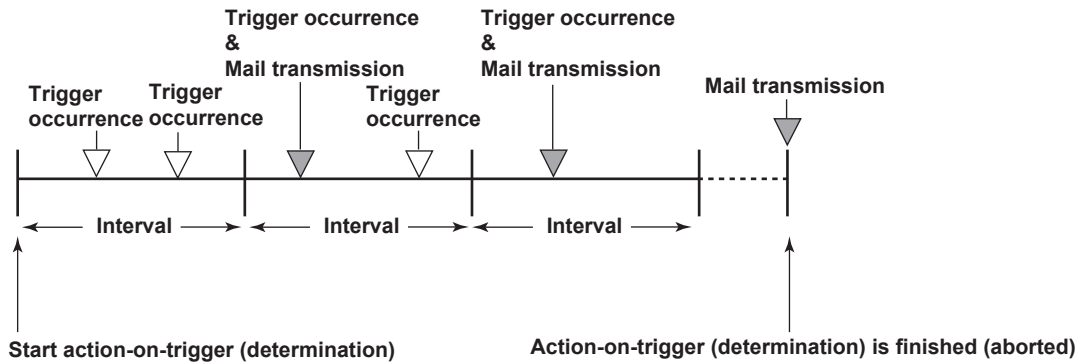 Trigger occurrence
&
Mail transmission
Trigger occurrence
&
Mail transmission
Mail transmission
Trigger
occurrence
Trigger
occurrence
Trigger
occurrence
Interval
Interval
Interval
Start action-on-trigger (determination)
Action-on-trigger (determination) is finished (aborted)